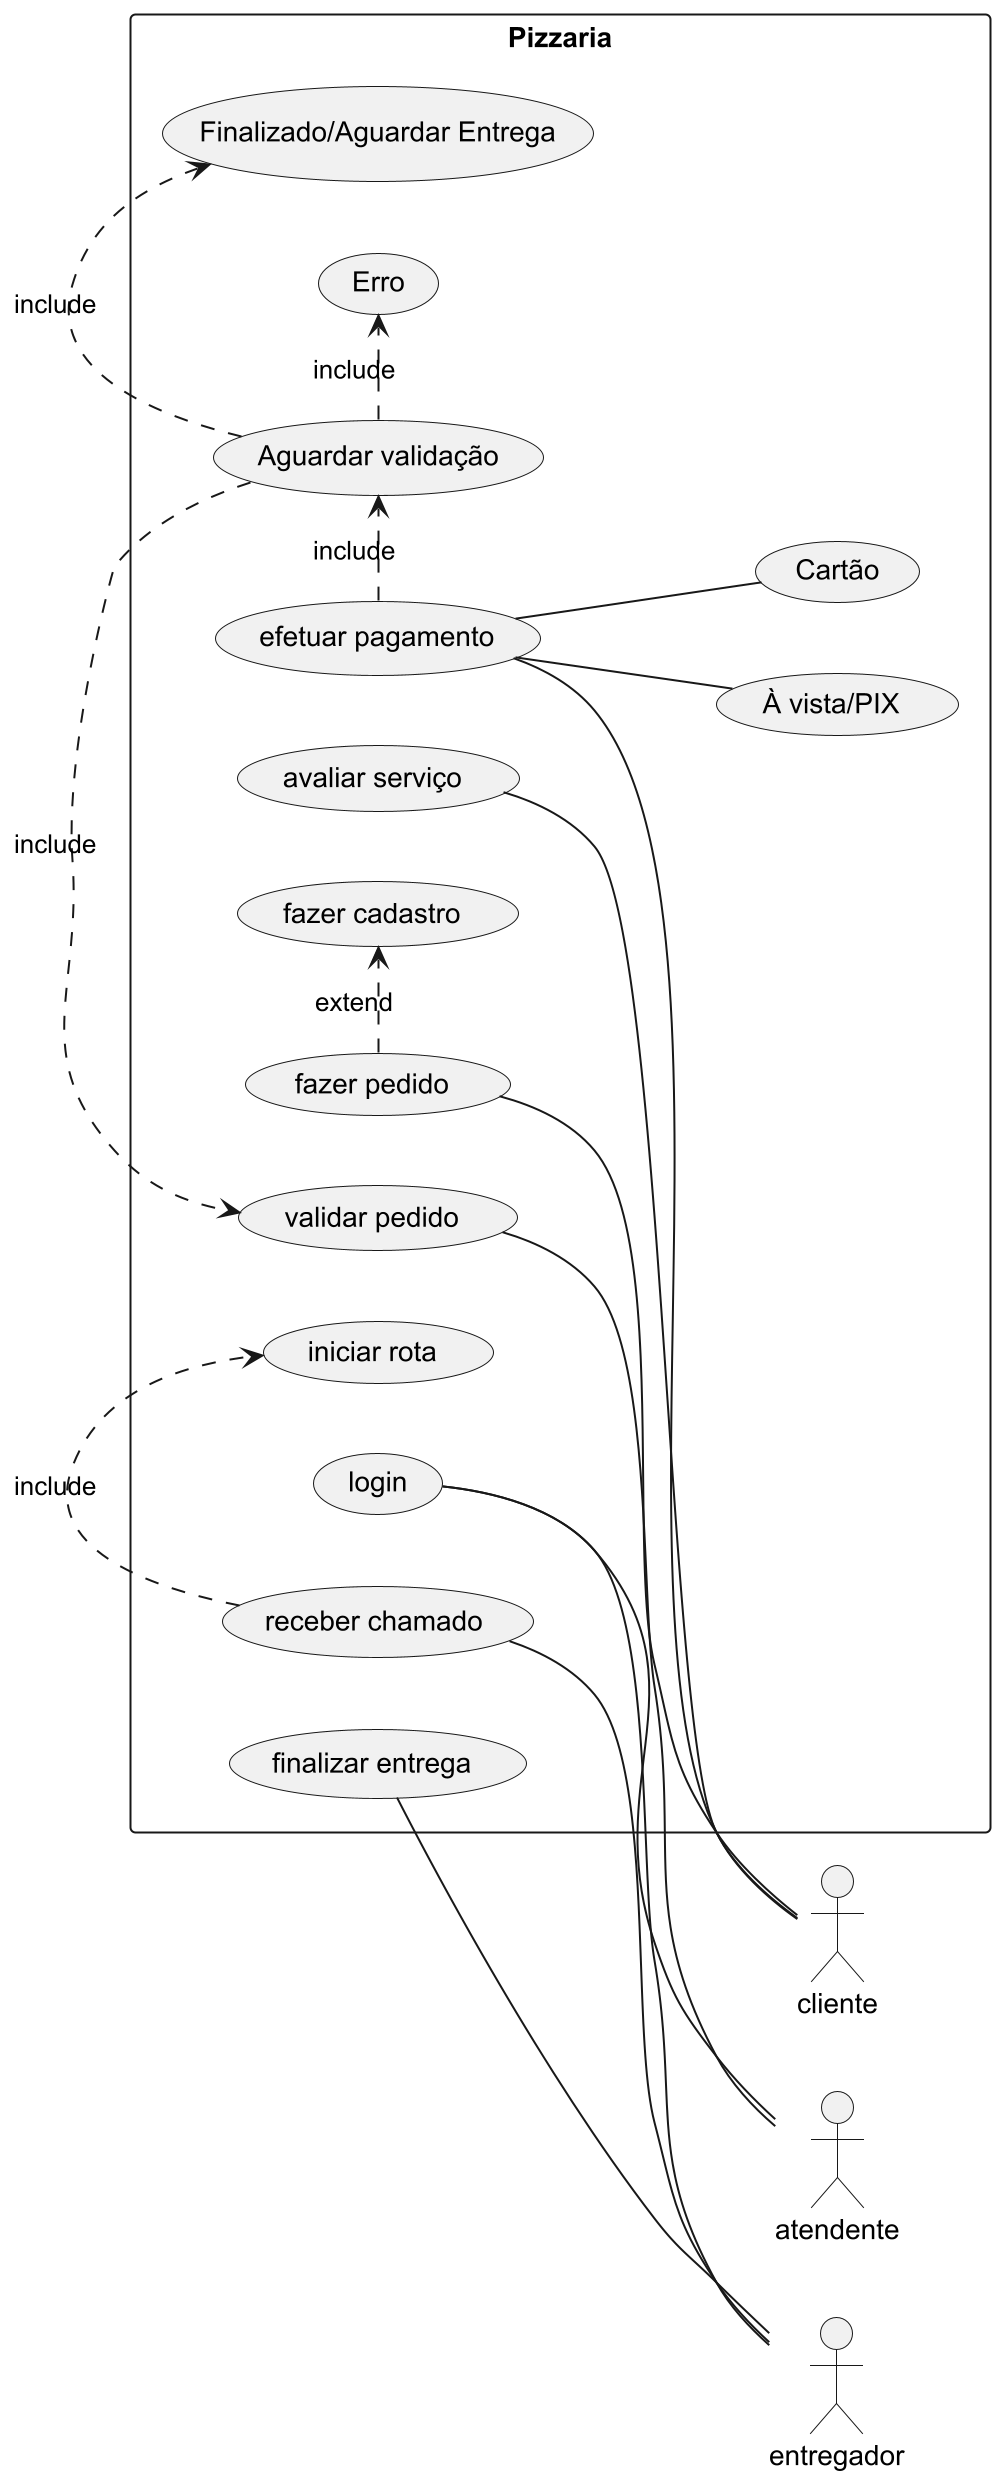 Pizzaria
Finalizado/Aguardar Entrega
Erro
include
include
Aguardar validação
include
Cartão
efetuar pagamento
À vista/PIX
avaliar serviço
include
fazer cadastro
extend
fazer pedido
validar pedido
iniciar rota
login
include
receber chamado
finalizar entrega
cliente
atendente
entregador